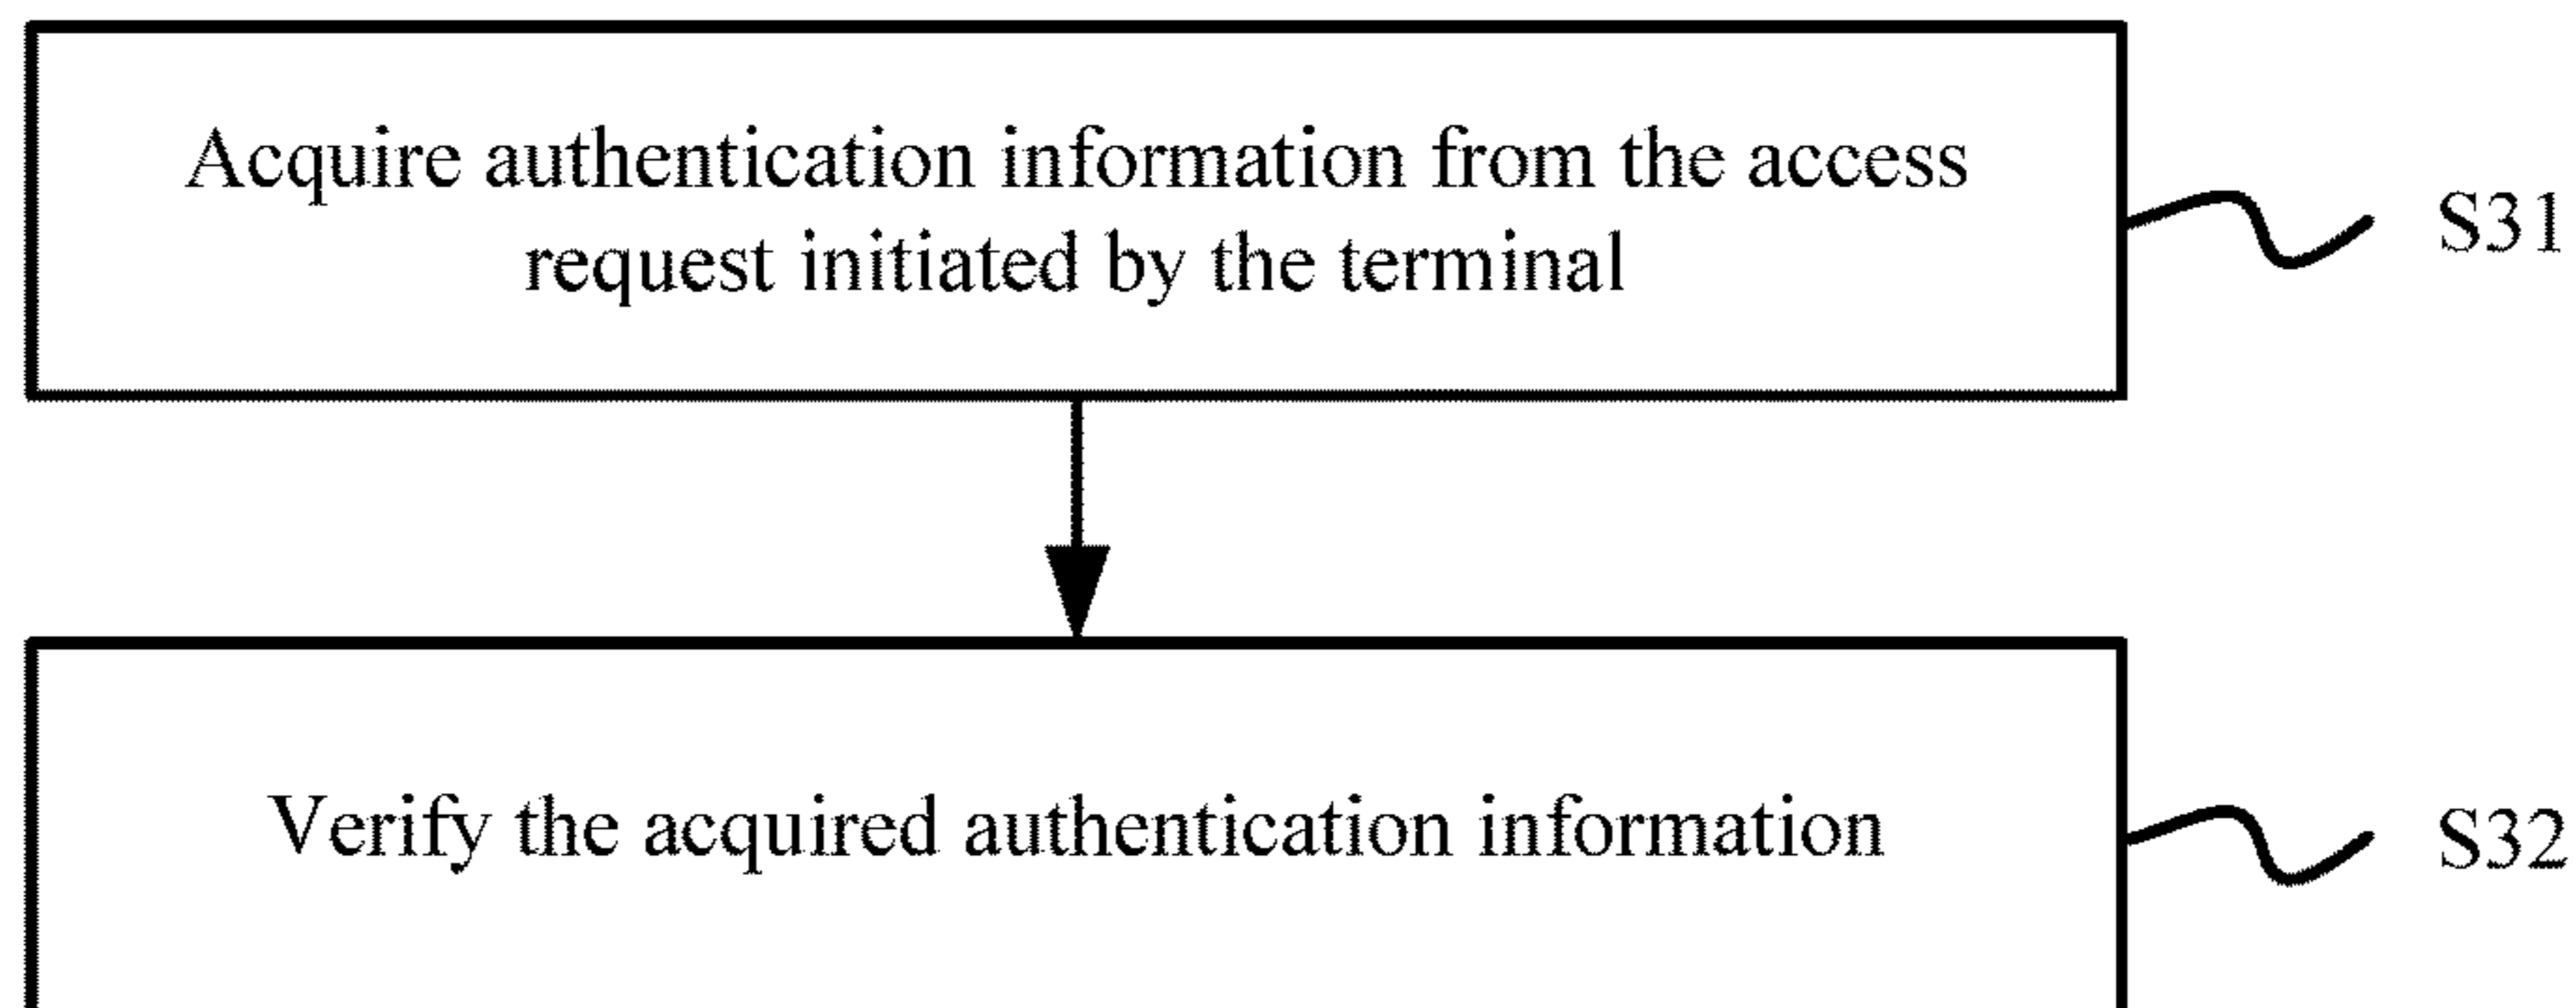 Acquire authentication information from the access
request initiated by the terminal
S31
Verify the acquired authentication information
S32